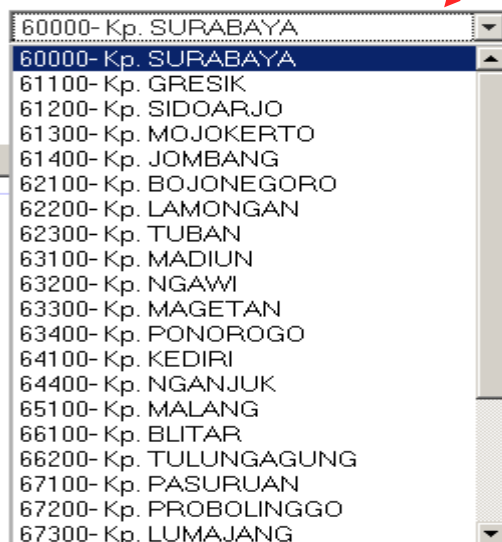 60000- Kp. SURABAYA
60000- Kp. SURABAYA
61100- Kp. GRESIK
61200- Kp. SIDOARJO
61300- Kp. MOJOKERTO
61400- Kp. JOMBANG
62100- Kp. BOJONEGORO
62200- Kp. LAMONGAN
62300- Kp. TUBAN
63100- Kp. MADIUN
63200- Kp. NGAWI
63300- Kp. MAGETAN
63400- Kp. PONOROGO
64100- Kp. KEDIRI
64400- Kp. NGANJUK
65100- Kp. MALANG
66100- Kp. BLITAR
66200- Kp. TULUNGAGUNG
67100- Kp. PASURUAN
67200- Kp. PROBOLINGGO
67300- Kp. LUMAJANG